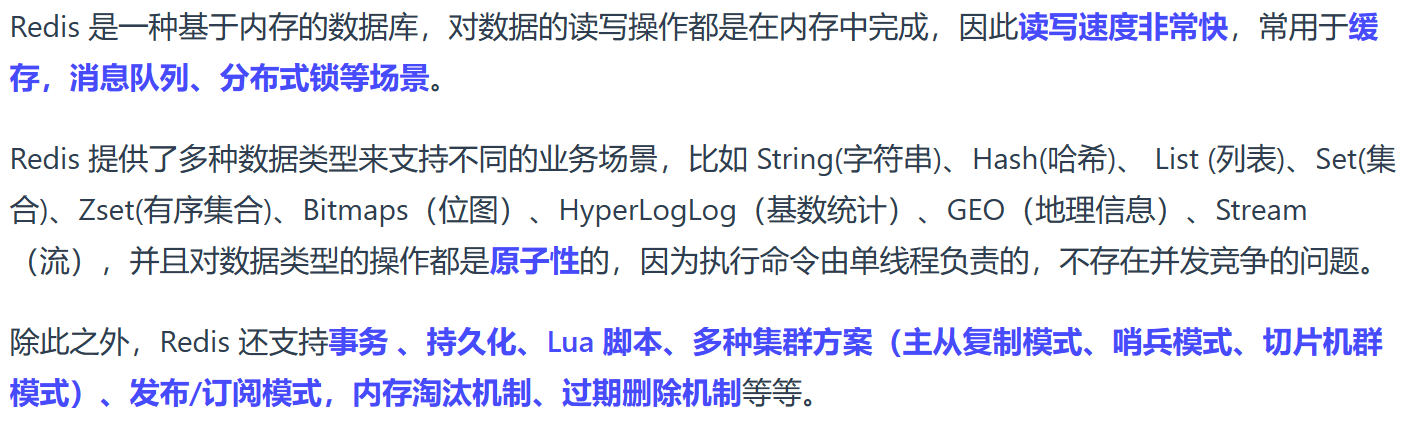 Redis 是一种基于内存的数据库，对数据的读写操作都是在内存中完成，因此读写速度非常快，常用于缓
存，消息队列、分布式锁等场景。
Redis 提供了多种数据类型来支持不同的业务场景，比如 String(字符串)、Hash(哈希)、 List (列表)、Set(集
合)、Zset(有序集合)、Bitmaps（位图）、HyperLogLog（基数统计）、GEO（地理信息）、Stream
（流），并且对数据类型的操作都是原子性的，因为执行命令由单线程负责的，不存在并发竞争的问题。
除此之外，Redis 还支持事务 、持久化、Lua 脚本、多种集群方案（主从复制模式、哨兵模式、切片机群
模式）、发布/订阅模式，内存淘汰机制、过期删除机制等等。